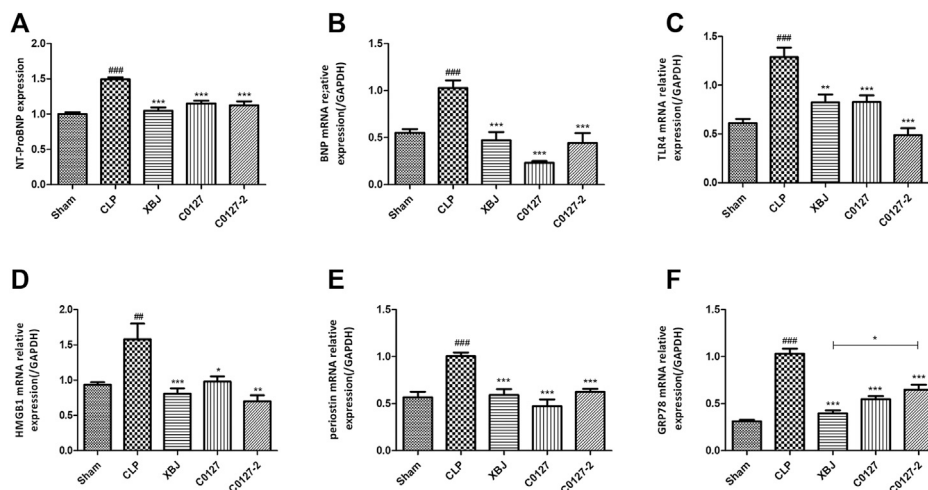 A
NT-ProBNP expression
2.0
1.5
1.0
0.5
0.0
###
***
***
***
Sham
CLP
XBJ
C0127
C0127-2
B
BNP mRNA re;ative
expression(/GAPDH)
1.5
1.0
0.5
0.0
###
***
***
***
Sham
CLP
XBJ
C0127
C0127-2
C
TLR4 mRNA relative
expression(/GAPDH)
1.5
1.0
0.5
0.0
###
**
***
***
Sham
CLP
XBJ
C0127
C0127-2
D
HMGB1 mRNA relative
expression(/GAPDH)
2.0
1.5
1.0
0.5
0.0
##
***
*
**
Sham
CLP
XBJ
C0127
C0127-2
E
periostin mRNA relative
expression(/GAPDH)
1.5
1.0
0.5
0.0
###
***
***
***
Sham
CLP
XBJ
C0127
C0127-2
F
GRP78 mRNA relative
expression(/GAPDH)
1.5
1.0
0.5
0.0
###
*
***
***
***
Sham
CLP
XBJ
C0127
C0127-2